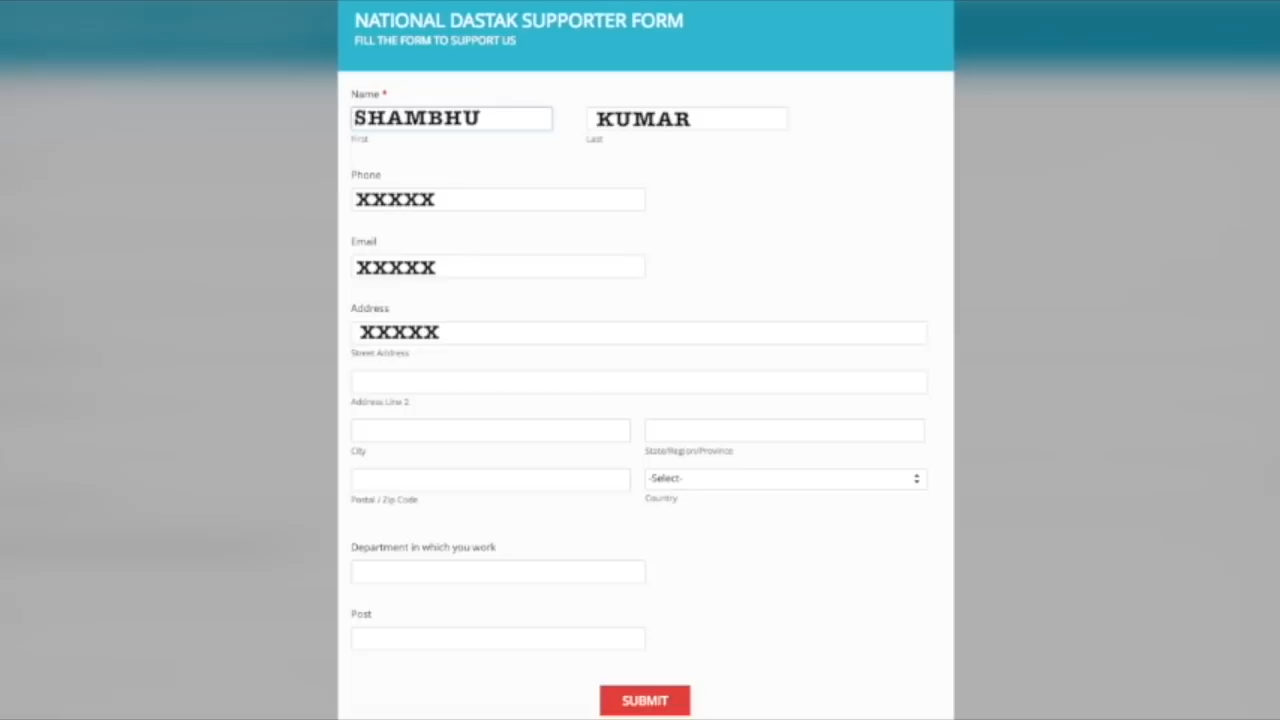 NATIONAL DASTAK SUPPORTER FORM
FILL THE FORM TO SUPPORT US
Name *
SHAMBHU KUMAR
First Last
Phone
XXXXX
Email
XXXXX
Address
XXXXX
Street Address
Address Line 2
City State/Region/Province
-Select-
Postal / Zip Code Country
Department in which you work
Post
SUBMIT